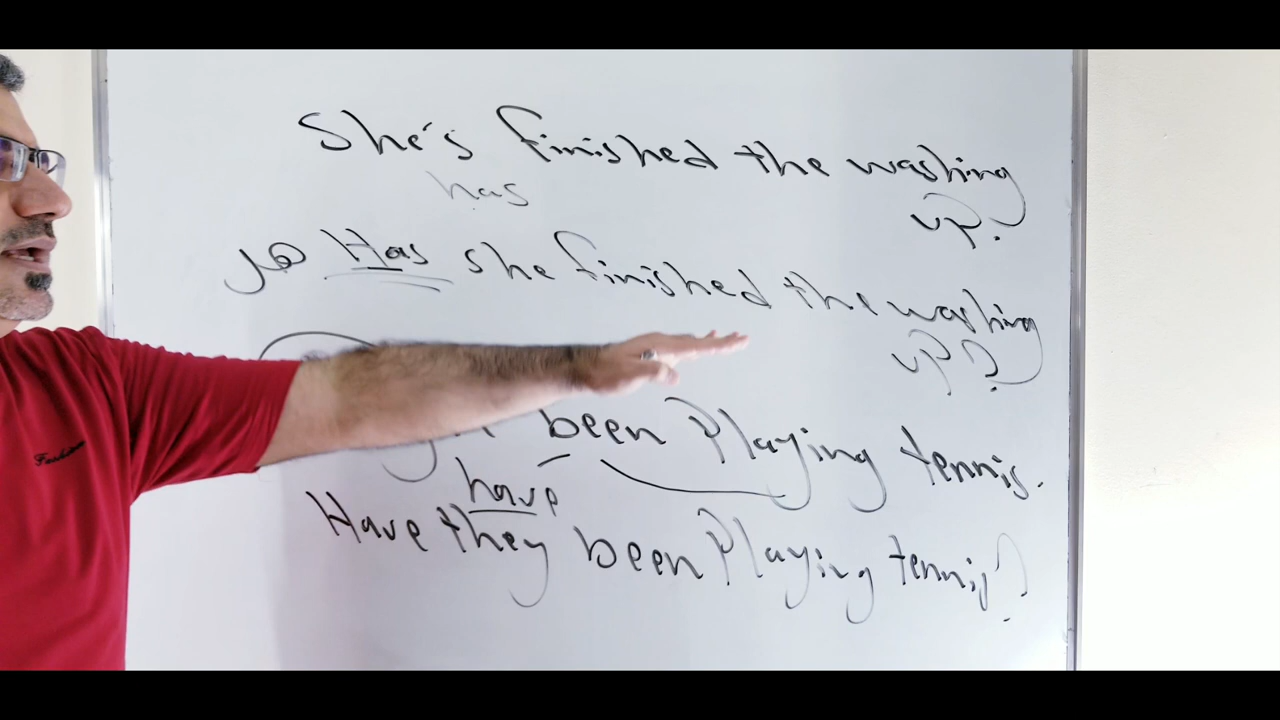 She's finished the washing
has
up.
Has she finished the washing
up?
been Playing tennis.
have
Have they been Playing tennis?